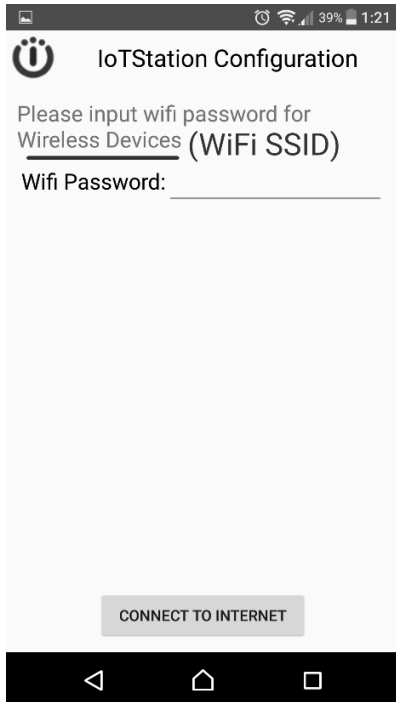 39% 1:21
IoTStation Configuration
Please input wifi password for
Wireless Devices (WiFi SSID)
Wifi Password:
CONNECT TO INTERNET